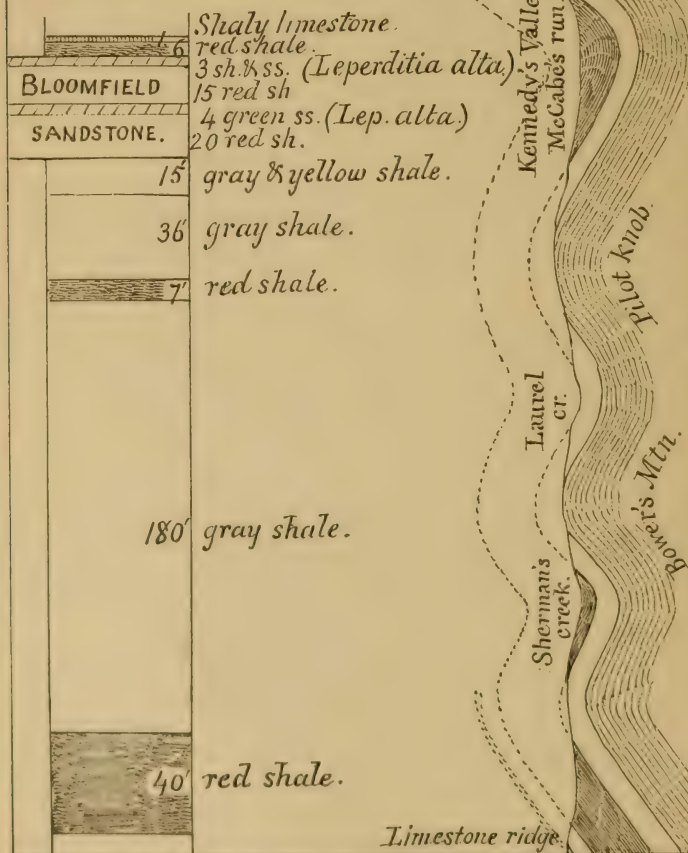 Shaly limestone.
6' red shale.
3 sh. & ss. (Leperditia alta).
BLOOMFIELD
15 red sh
4 green ss. (Lep. alta.)
SANDSTONE.
20 red sh.
15' gray & yellow shale.
36' gray shale.
7' red shale.
180' gray shale.
40' red shale.
Kennedy's Valle
McCabe's run.
Pilot knob.
Laurel
cr.
Bower's Mtn.
Sherman's
creek.
Limestone ridge.